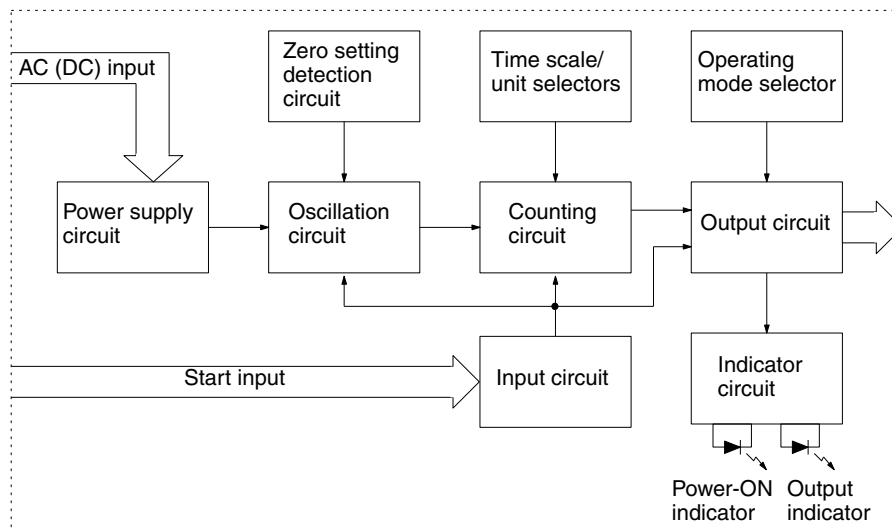 AC (DC) input
Zero setting
detection
circuit
Time scale/
unit selectors
Operating
mode selector
Power supply
circuit
Oscillation
circuit
Counting
circuit
Output circuit
Start input
Input circuit
Indicator
circuit
Power-ON
indicator
Output
indicator